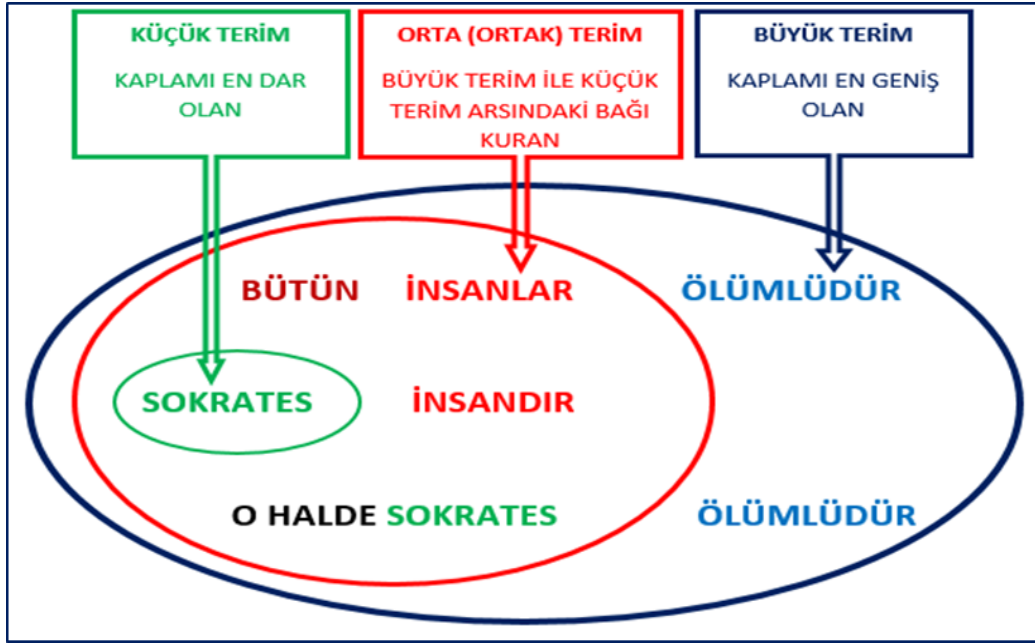 KÜÇÜK TERİM
KAPLAMI EN DAR
OLAN
ORTA (ORTAK) TERİM
BÜYÜK TERİM İLE KÜÇÜK
TERİM ARSINDAKİ BAĞI
KURAN
BÜYÜK TERİM
KAPLAMI EN GENİŞ
OLAN
BÜTÜN İNSANLAR ÖLÜMLÜDÜR
SOKRATES İNSANDIR
O HALDE SOKRATES ÖLÜMLÜDÜR